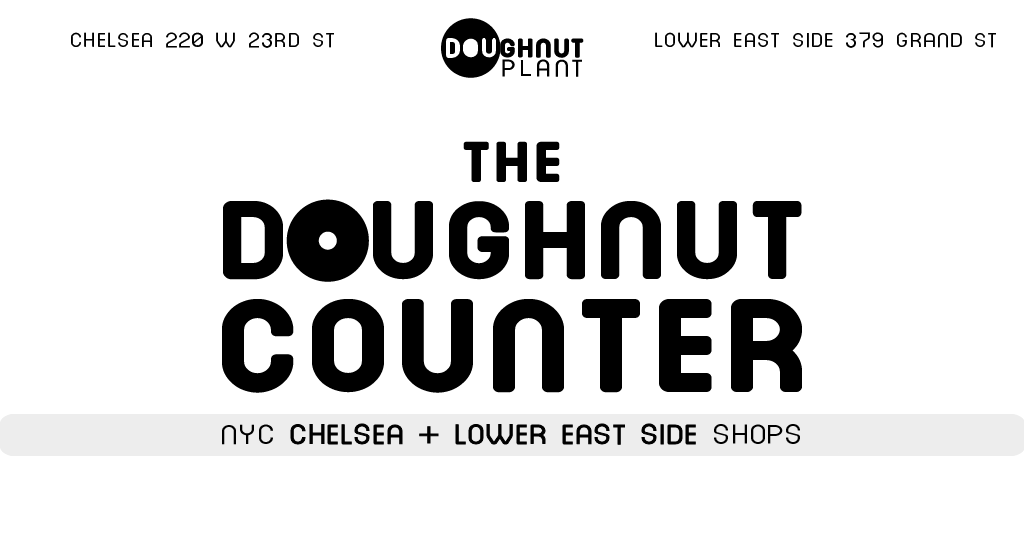 CHELSEA 220 W 23RD ST
DOUGHNUT
PLANT
LOWER EAST SIDE 379 GRAND ST
THE
DOUGHNUT
COUNTER
NYC CHELSEA + LOWER EAST SIDE SHOPS